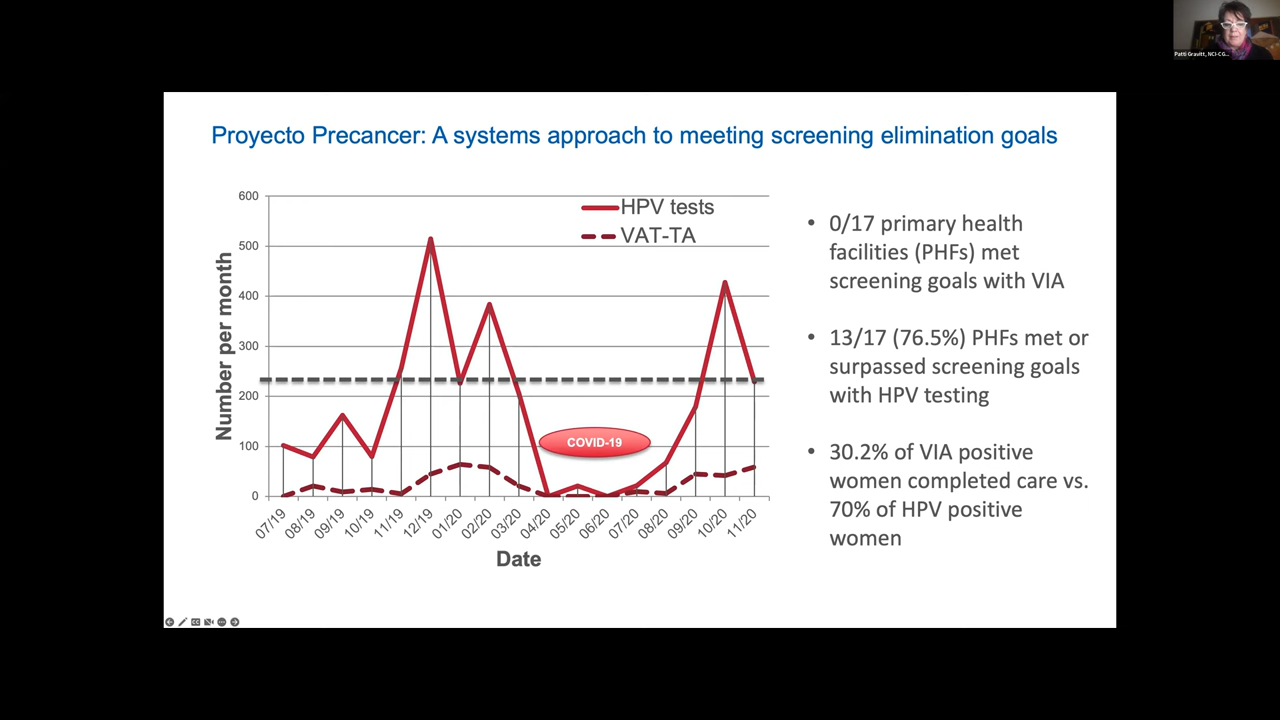 Patti Gravitt, NCI-CG...
Proyecto Precancer: A systems approach to meeting screening elimination goals
600
500
400
300
200
100
0
Number per month
HPV tests
VAT-TA
COVID-19
07/19
08/19
09/19
10/19
11/19
12/19
01/20
02/20
03/20
04/20
05/20
06/20
07/20
08/20
09/20
10/20
11/20
Date
• 0/17 primary health
facilities (PHFs) met
screening goals with VIA
• 13/17 (76.5%) PHFs met or
surpassed screening goals
with HPV testing
• 30.2% of VIA positive
women completed care vs.
70% of HPV positive
women